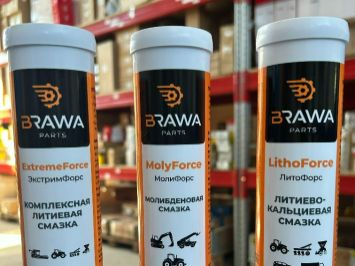 BRAWA
PARTS
ExtremeForce
ЭкстримФорс
КОМПЛЕКСНАЯ
ЛИТИЕВАЯ
СМАЗКА
BRAWA
PARTS
MolyForce
МолиФорс
МОЛИБДЕНОВАЯ
СМАЗКА
BRAWA
PARTS
LithoForce
ЛитоФорс
ЛИТИЕВО-
КАЛЬЦИЕВАЯ
СМАЗКА